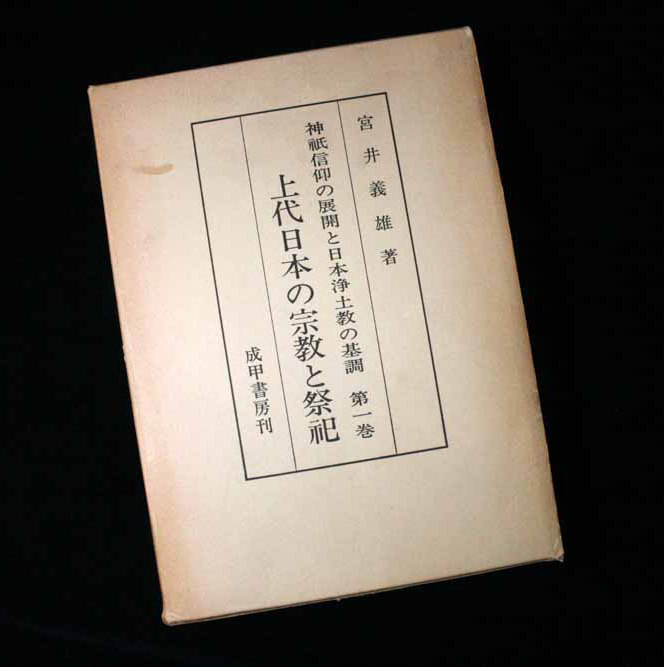 宮井義雄著
神祇信仰の展開と日本浄土教の基調 第一巻
上代日本の宗教と祭祀
成甲書房刊